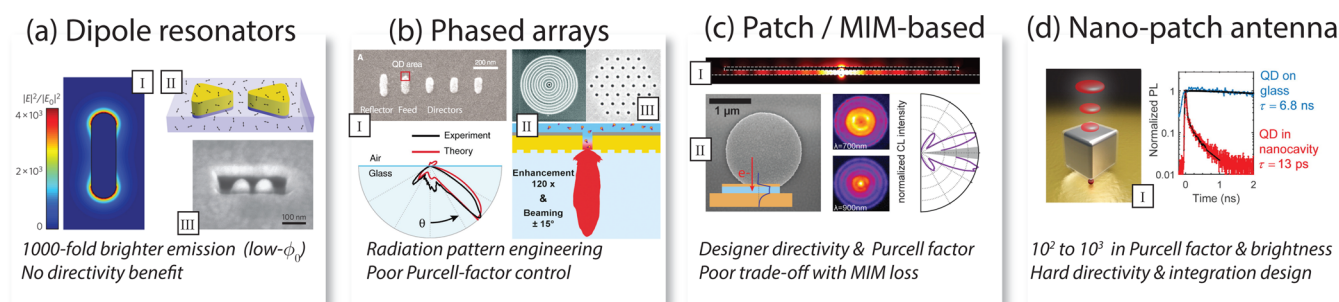 (a) Dipole resonators
I
II
III
|E|²/|E₀|²
4×10³
2×10³
0
100 nm
1000-fold brighter emission (low-ϕ₀)
No directivity benefit
(b) Phased arrays
A
QD area
200 nm
Reflector Feed Directors
I
II
III
Experiment
Theory
Air
Glass
θ
Enhancement
120 x
&
Beaming
± 15°
Radiation pattern engineering
Poor Purcell-factor control
(c) Patch / MIM-based
I
1 µm
II
e-
λ=700nm
λ=900nm
normalized CL intensity
Designer directivity & Purcell factor
Poor trade-off with MIM loss
(d) Nano-patch antenna
I
Normalized PL
1
0.1
0.01
0 1 2
Time (ns)
QD on
glass
τ = 6.8 ns
QD in
nanocavity
τ = 13 ps
10² to 10³ in Purcell factor & brightness
Hard directivity & integration design